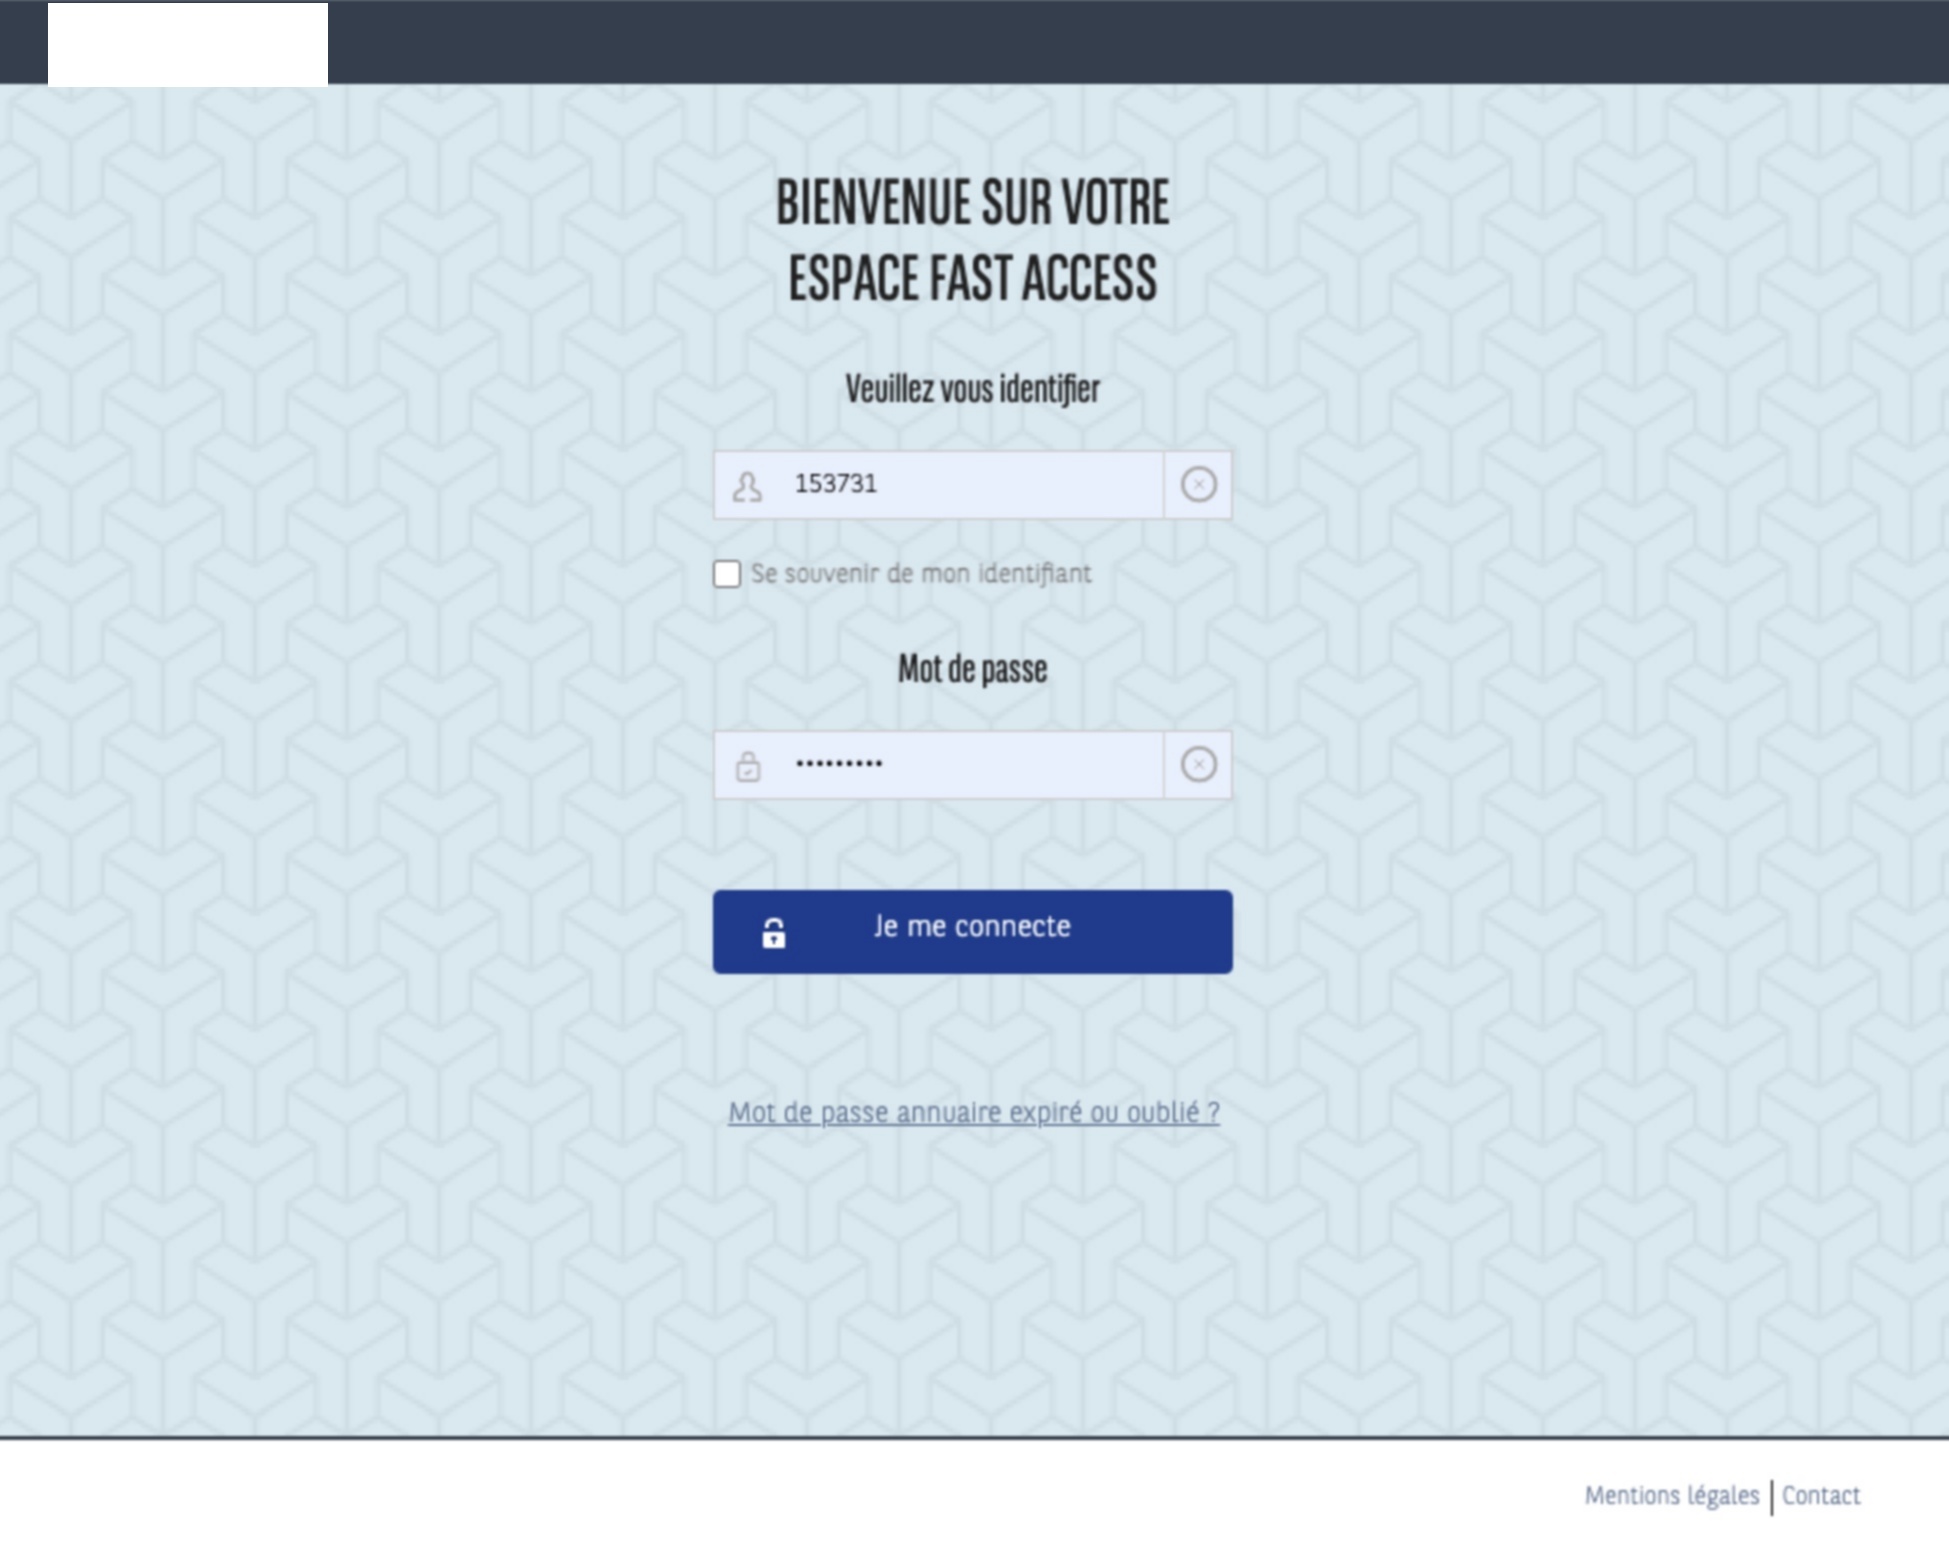 BIENVENUE SUR VOTRE
ESPACE FAST ACCESS
Veuillez vous identifier
153731
Se souvenir de mon identifiant
Mot de passe
•••••••••
Je me connecte
Mot de passe annuaire expiré ou oublié ?
Mentions légales | Contact